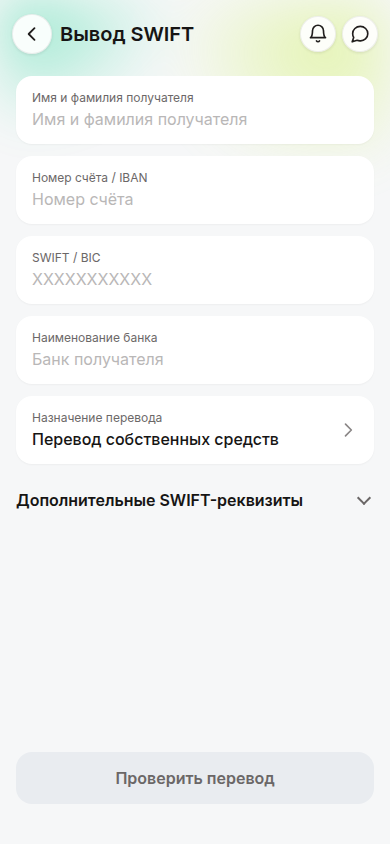 Вывод SWIFT
Имя и фамилия получателя
Имя и фамилия получателя
Номер счёта / IBAN
Номер счёта
SWIFT / BIC
XXXXXXXXXXX
Наименование банка
Банк получателя
Назначение перевода
Перевод собственных средств
Дополнительные SWIFT-реквизиты
Проверить перевод